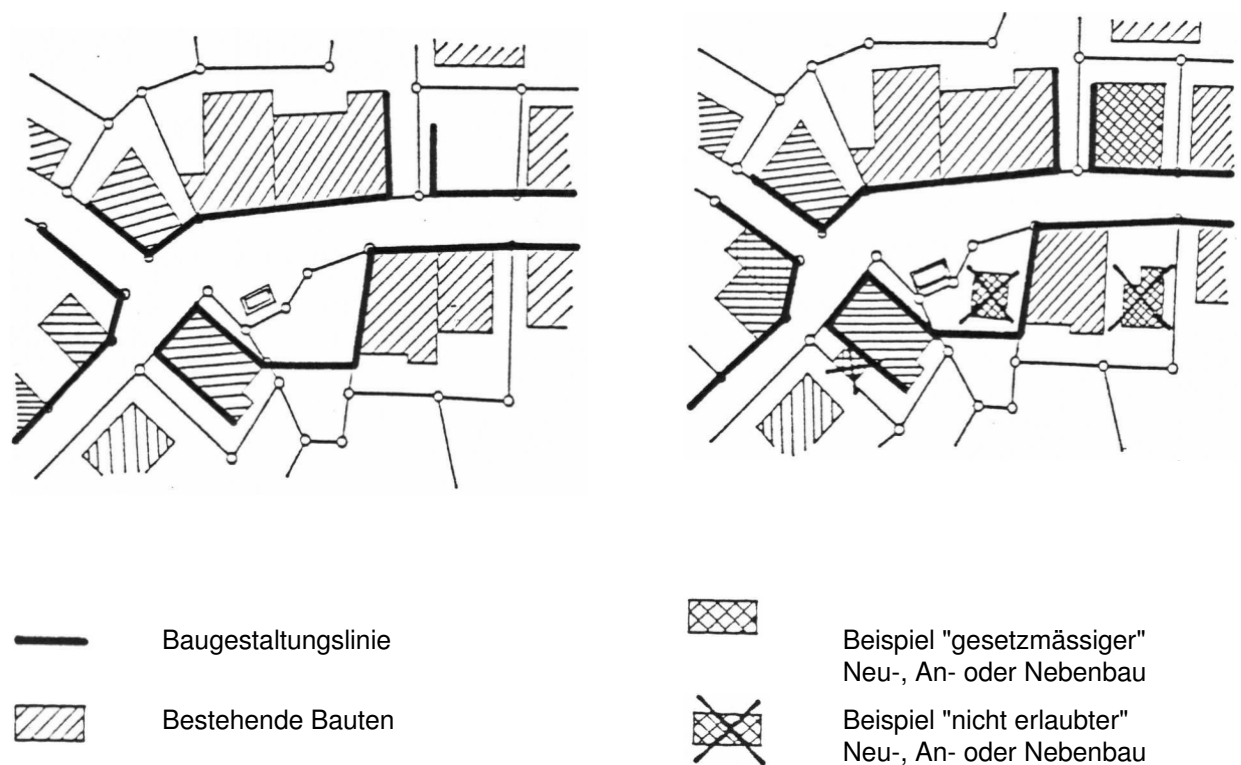 Baugestaltungslinie
Bestehende Bauten
Beispiel "gesetzmässiger"
Neu-, An- oder Nebenbau
Beispiel "nicht erlaubter"
Neu-, An- oder Nebenbau